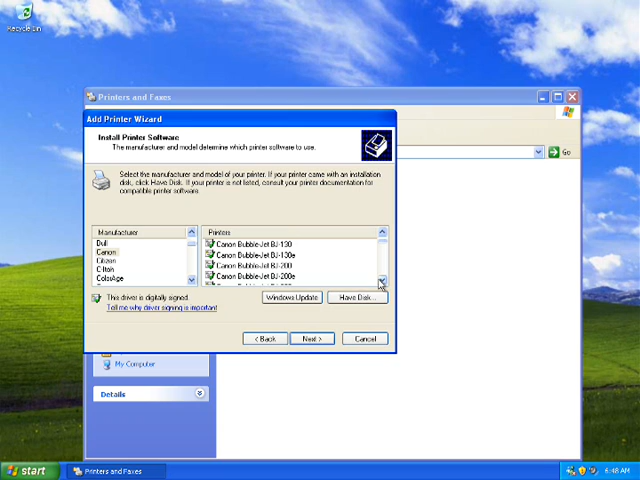 Recycle Bin
Printers and Faxes
Go
Add Printer Wizard
Install Printer Software
The manufacturer and model determine which printer software to use.
Select the manufacturer and model of your printer. If your printer came with an installation
disk, click Have Disk. If your printer is not listed, consult your printer documentation for
compatible printer software.
Manufacturer
Bull
Canon
Citizen
C-Itoh
ColorAge
Printers
Canon Bubble-Jet BJ-130
Canon Bubble-Jet BJ-130e
Canon Bubble-Jet BJ-200
Canon Bubble-Jet BJ-200e
This driver is digitally signed.
Tell me why driver signing is important
Windows Update
Have Disk...
< Back
Next >
Cancel
My Computer
Details
start
Printers and Faxes
6:48 AM